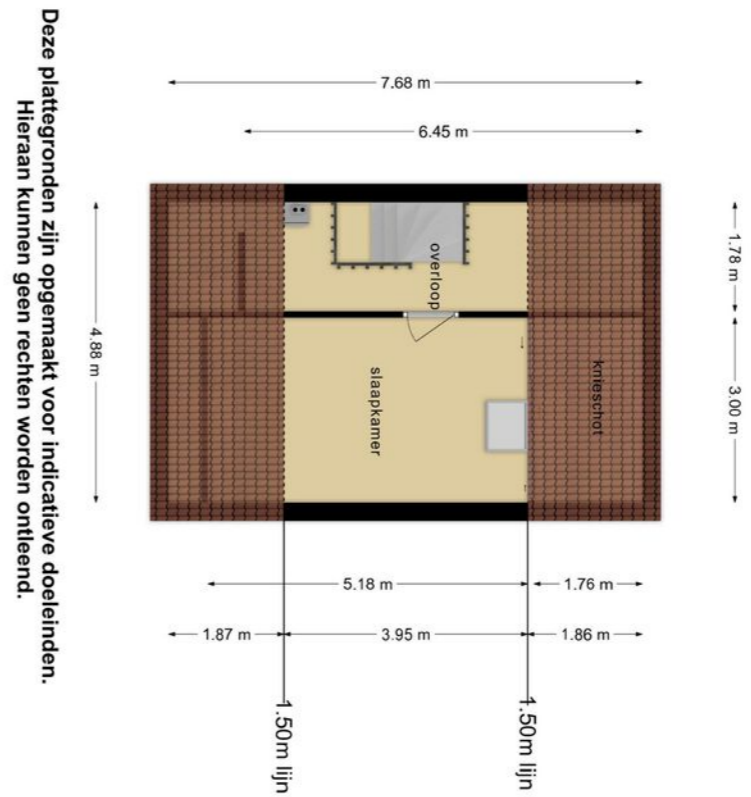 7.68 m
6.45 m
1.78 m
3.00 m
4.88 m
overloop
slaapkamer
knieschot
5.18 m
1.76 m
1.87 m
3.95 m
1.86 m
1.50m lijn
1.50m lijn
Deze plattegronden zijn opgemaakt voor indicatieve doeleinden.
Hieraan kunnen geen rechten worden ontleend.